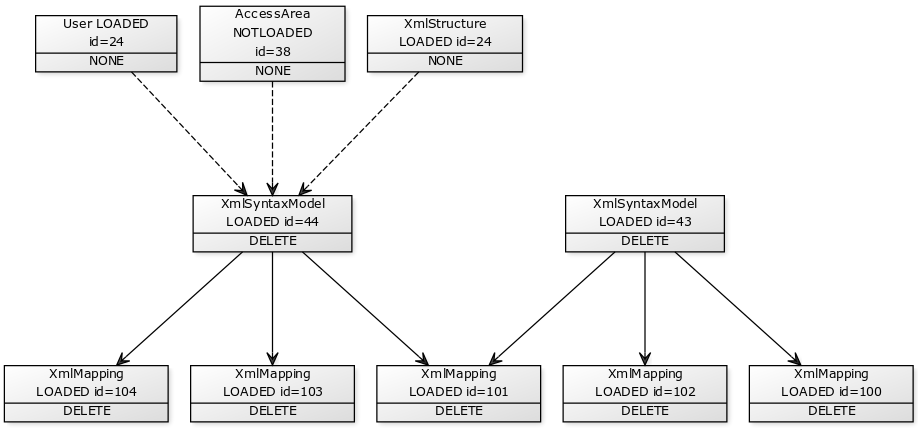 User LOADED
id=24
NONE
AccessArea
NOTLOADED
id=38
NONE
XmlStructure
LOADED id=24
NONE
XmlSyntaxModel
LOADED id=44
DELETE
XmlSyntaxModel
LOADED id=43
DELETE
XmlMapping
LOADED id=104
DELETE
XmlMapping
LOADED id=103
DELETE
XmlMapping
LOADED id=101
DELETE
XmlMapping
LOADED id=102
DELETE
XmlMapping
LOADED id=100
DELETE